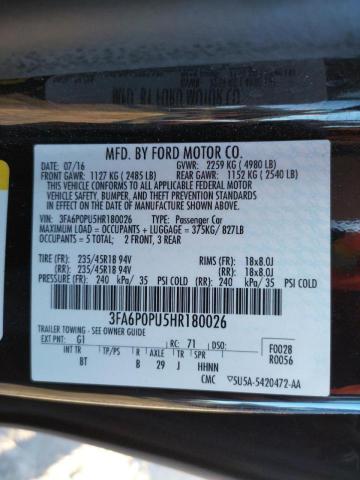 MFD. BY FORD MOTOR CO.
DATE: 07/16 GVWR: 2259 KG ( 4980 LB)
FRONT GAWR: 1127 KG ( 2485 LB) REAR GAWR: 1152 KG ( 2540 LB)
THIS VEHICLE CONFORMS TO ALL APPLICABLE FEDERAL MOTOR
VEHICLE SAFETY, BUMPER, AND THEFT PREVENTION STANDARDS
IN EFFECT ON THE DATE OF MANUFACTURE SHOWN ABOVE.
VIN: 3FA6P0PU5HR180026 TYPE: Passenger Car
MAXIMUM LOAD = OCCUPANTS + LUGGAGE = 375KG/ 827LB
OCCUPANTS = 5 TOTAL; 2 FRONT, 3 REAR
TIRE (FR): 235/45R18 94V RIMS (FR): 18x8.0J
(RR): 235/45R18 94V (RR): 18x8.0J
PRESSURE (FR): 240 kPa/ 35 PSI COLD (RR): 240 kPa/ 35 PSI COLD
3FA6P0PU5HR180026
TRAILER TOWING - SEE OWNER GUIDE
EXT PNT: G1 RC: 71 DSO: F0028
INT TR TP/PS R AXLE TR SPR R0056
BT B 29 J HHNN
CMC 5U5A-5420472-AA